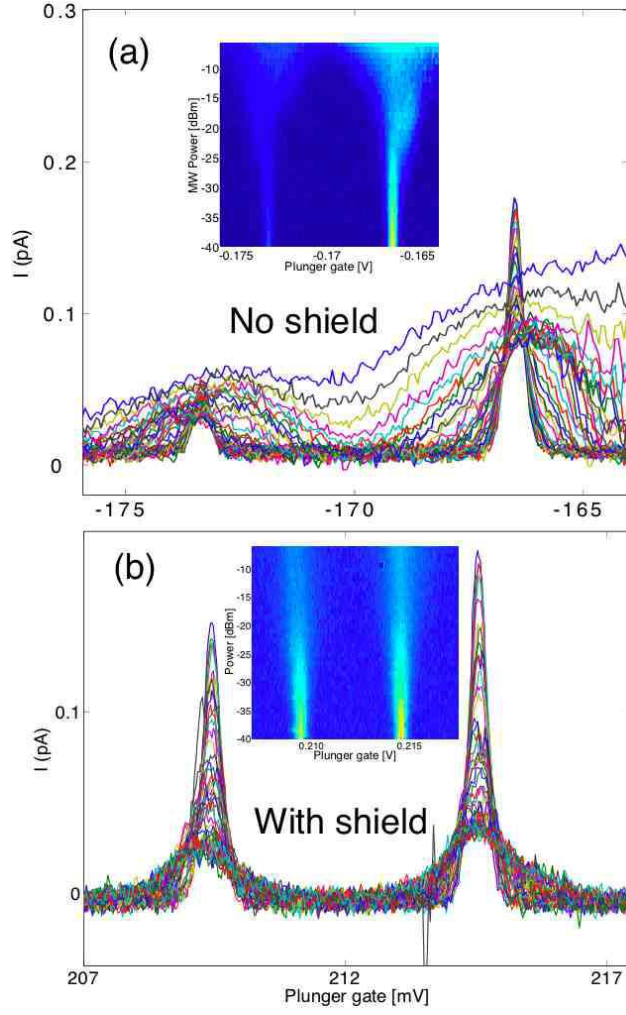 0.3
(a)
-10
-15
-20
-25
-30
-35
-40
MW Power [dBm]
-0.175
-0.17
-0.165
Plunger gate [V]
0.2
I (pA)
No shield
0.1
0
-175
-170
-165
(b)
-10
-15
-20
-25
-30
-35
-40
Power [dBm]
0.210
0.215
Plunger gate [V]
0.1
I (pA)
With shield
0
207
212
217
Plunger gate [mV]